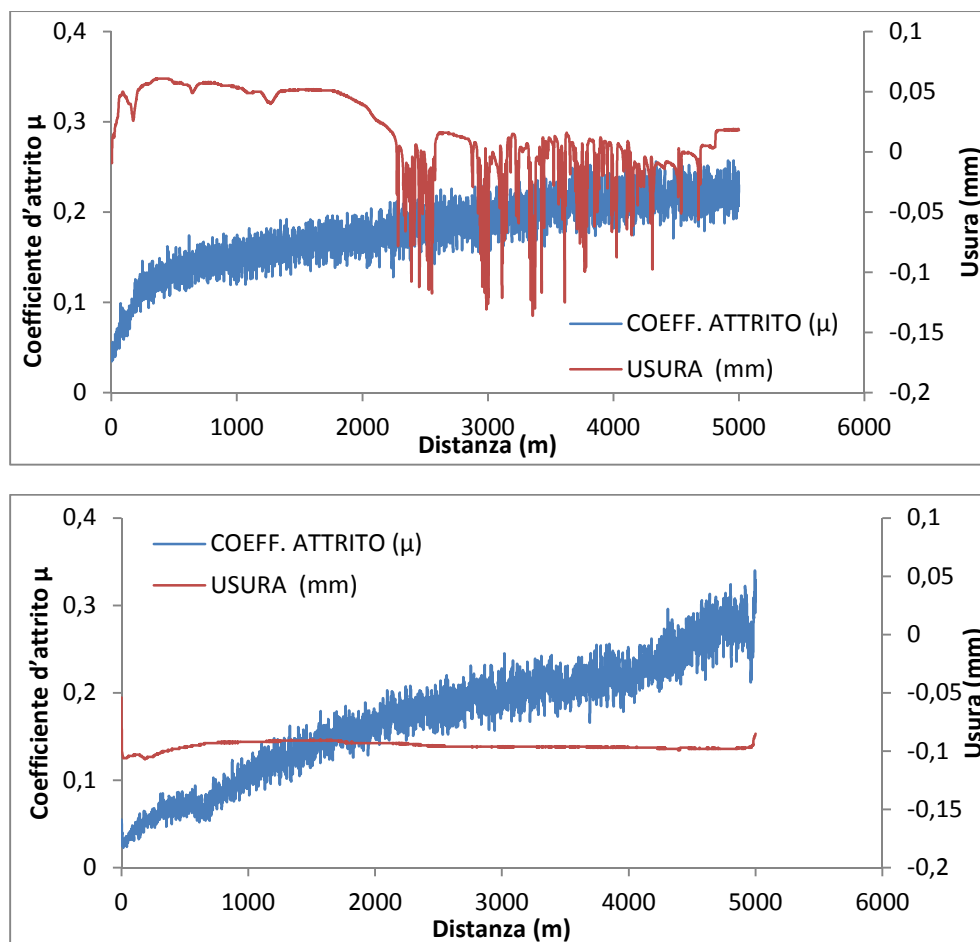 0,4
0,3
0,2
0,1
0
Coefficiente d'attrito μ
0,1
0,05
0
-0,05
-0,1
-0,15
-0,2
Usura (mm)
COEFF. ATTRITO (μ)
USURA (mm)
0 1000 2000 3000 4000 5000 6000
Distanza (m)
0,4
0,3
0,2
0,1
0
Coefficiente d'attrito μ
COEFF. ATTRITO (μ)
USURA (mm)
0,1
0,05
0
-0,05
-0,1
-0,15
-0,2
Usura (mm)
0 1000 2000 3000 4000 5000 6000
Distanza (m)